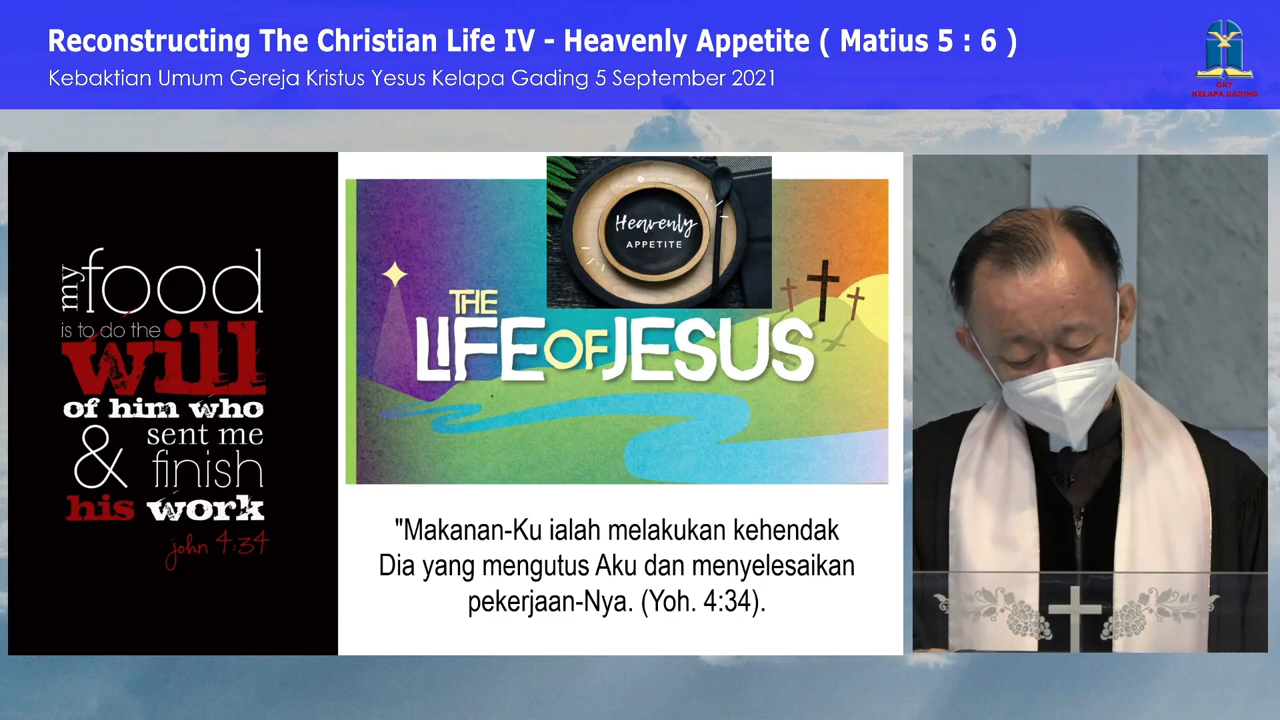 Reconstructing The Christian Life IV - Heavenly Appetite ( Matius 5 : 6 )
Kebaktian Umum Gereja Kristus Yesus Kelapa Gading 5 September 2021
GKY
KELAPA GADING
my food
is to do the
will
of him who
& sent me
finish
his work
john 4:34
Heavenly
APPETITE
THE
LIFE OF JESUS
"Makanan-Ku ialah melakukan kehendak
Dia yang mengutus Aku dan menyelesaikan
pekerjaan-Nya. (Yoh. 4:34).